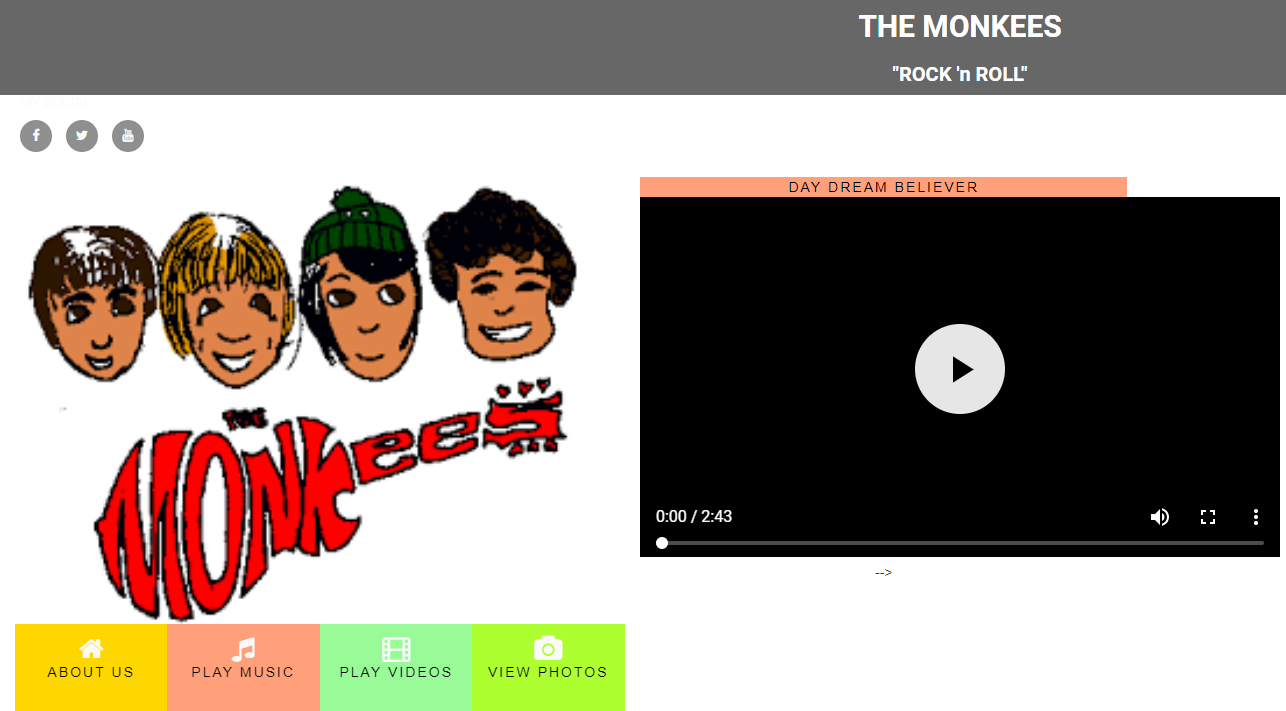 THE MONKEES
"ROCK 'n ROLL"
DAY DREAM BELIEVER
THE
MONKEES
0:00 / 2:43
-->
ABOUT US
PLAY MUSIC
PLAY VIDEOS
VIEW PHOTOS